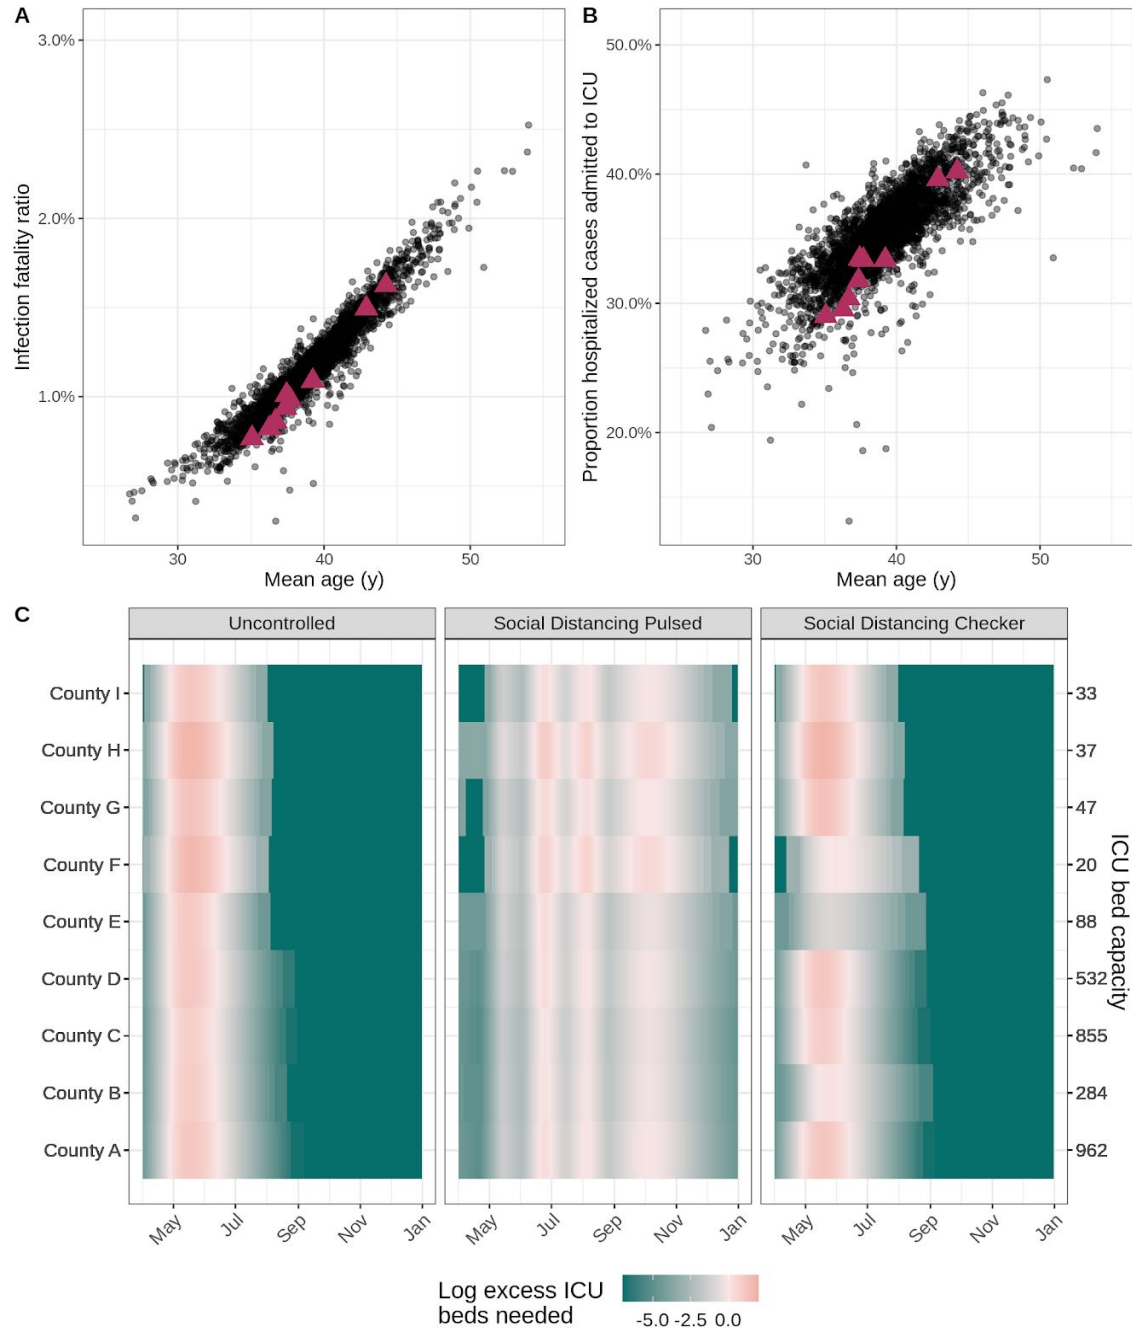 A
B
3.0%
2.0%
1.0%
Infection fatality ratio
30
40
50
Mean age (y)
50.0%
40.0%
30.0%
20.0%
Proportion hospitalized cases admitted to ICU
30
40
50
Mean age (y)
C
Uncontrolled
Social Distancing Pulsed
Social Distancing Checker
County I
33
County H
37
County G
47
County F
20
County E
88
County D
532
County C
855
County B
284
County A
962
ICU bed capacity
May
Jul
Sep
Nov
Jan
May
Jul
Sep
Nov
Jan
May
Jul
Sep
Nov
Jan
Log excess ICU
beds needed
-5.0 -2.5 0.0